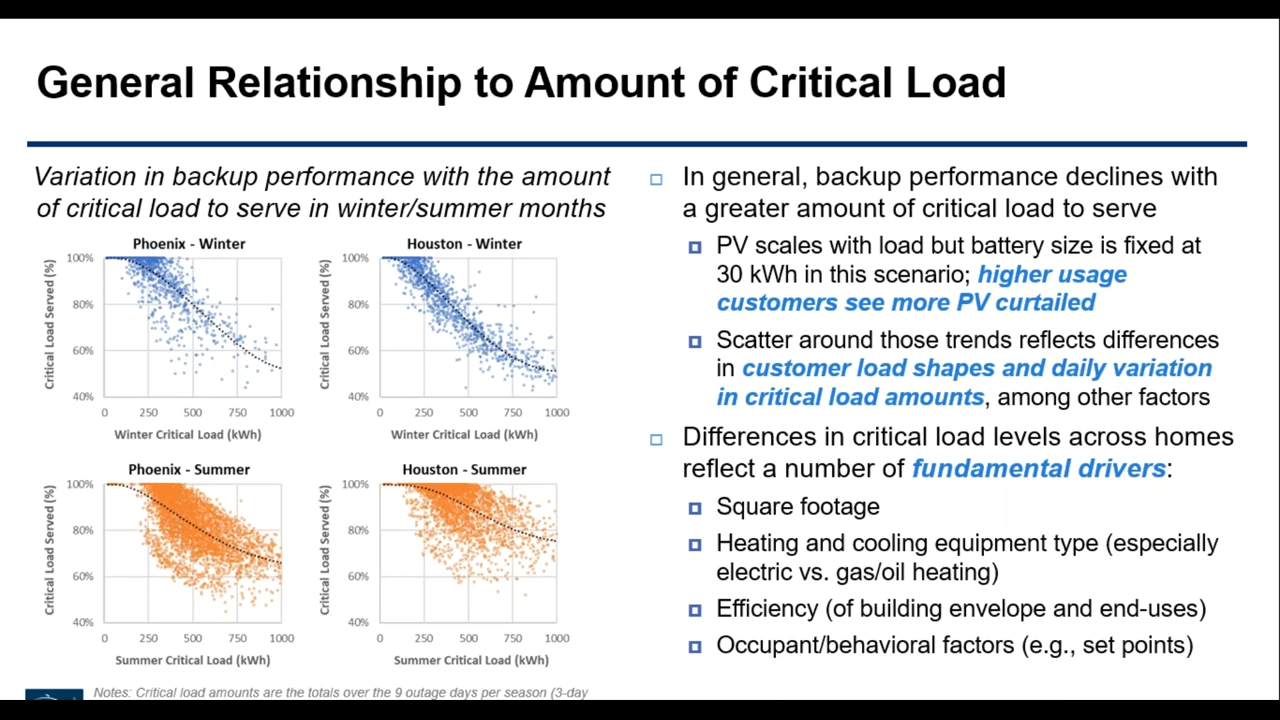 General Relationship to Amount of Critical Load
Variation in backup performance with the amount
of critical load to serve in winter/summer months
Phoenix - Winter
Critical Load Served (%)
100%
80%
60%
40%
0 250 500 750 1000
Winter Critical Load (kWh)
Houston - Winter
Critical Load Served (%)
100%
80%
60%
40%
0 250 500 750 1000
Winter Critical Load (kWh)
Phoenix - Summer
Critical Load Served (%)
100%
80%
60%
40%
0 250 500 750 1000
Summer Critical Load (kWh)
Houston - Summer
Critical Load Served (%)
100%
80%
60%
40%
0 250 500 750 1000
Summer Critical Load (kWh)
Notes: Critical load amounts are the totals over the 9 outage days per season (3-day
In general, backup performance declines with
a greater amount of critical load to serve
PV scales with load but battery size is fixed at
30 kWh in this scenario; higher usage
customers see more PV curtailed
Scatter around those trends reflects differences
in customer load shapes and daily variation
in critical load amounts, among other factors
Differences in critical load levels across homes
reflect a number of fundamental drivers:
Square footage
Heating and cooling equipment type (especially
electric vs. gas/oil heating)
Efficiency (of building envelope and end-uses)
Occupant/behavioral factors (e.g., set points)